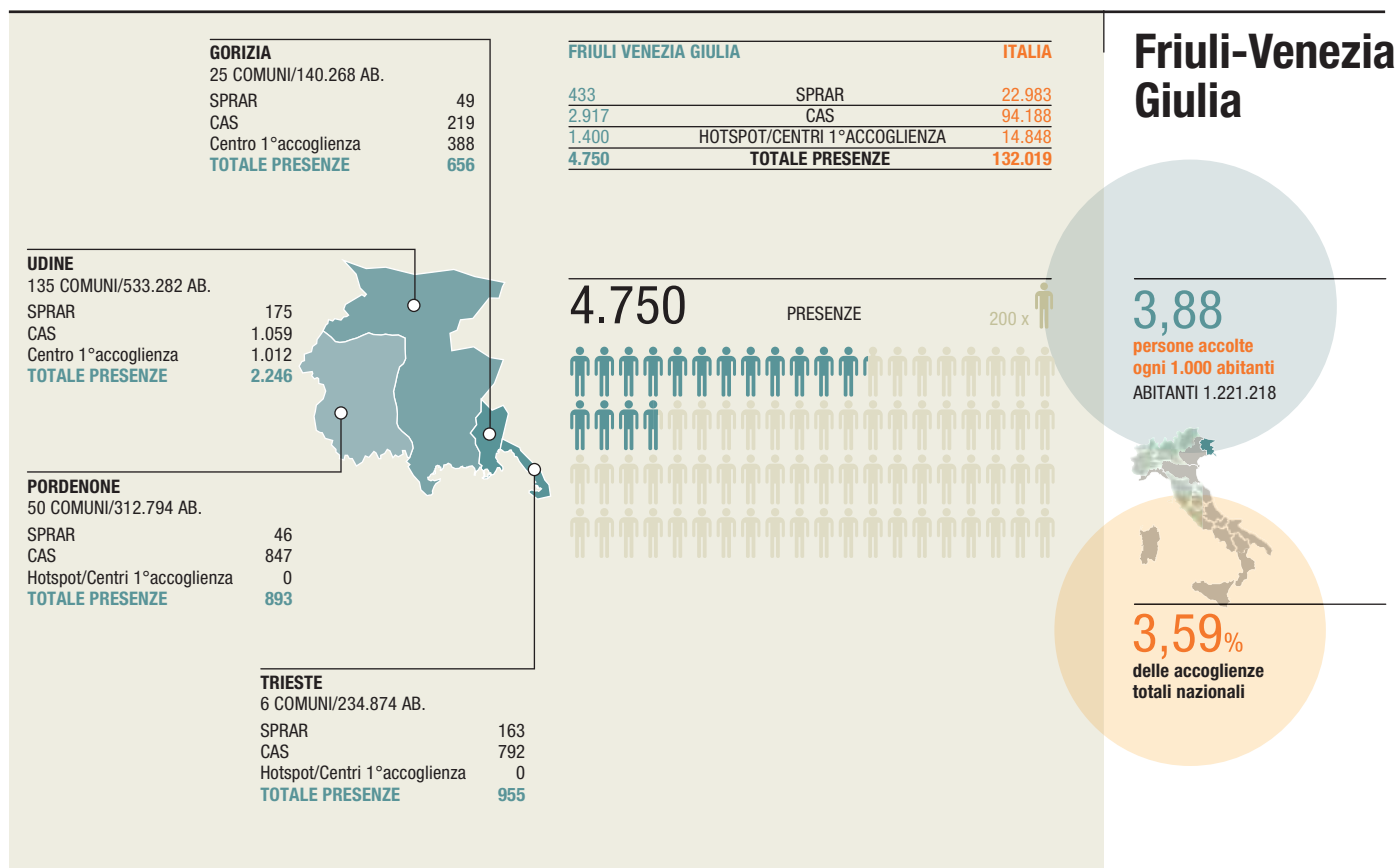 Friuli-Venezia
Giulia
GORIZIA
25 COMUNI/140.268 AB.
SPRAR 49
CAS 219
Centro 1°accoglienza 388
TOTALE PRESENZE 656
FRIULI VENEZIA GIULIA ITALIA
433 SPRAR 22.983
2.917 CAS 94.188
1.400 HOTSPOT/CENTRI 1°ACCOGLIENZA 14.848
4.750 TOTALE PRESENZE 132.019
UDINE
135 COMUNI/533.282 AB.
SPRAR 175
CAS 1.059
Centro 1°accoglienza 1.012
TOTALE PRESENZE 2.246
4.750 PRESENZE 200 x
3,88
persone accolte
ogni 1.000 abitanti
ABITANTI 1.221.218
PORDENONE
50 COMUNI/312.794 AB.
SPRAR 46
CAS 847
Hotspot/Centri 1°accoglienza 0
TOTALE PRESENZE 893
3,59%
delle accoglienze
totali nazionali
TRIESTE
6 COMUNI/234.874 AB.
SPRAR 163
CAS 792
Hotspot/Centri 1°accoglienza 0
TOTALE PRESENZE 955